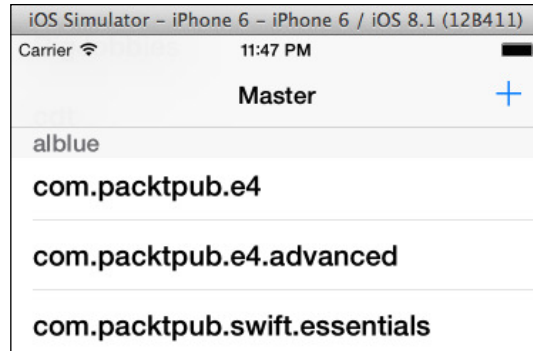 iOS Simulator – iPhone 6 – iPhone 6 / iOS 8.1 (12B411)
Carrier 11:47 PM
Master +
alblue
com.packtpub.e4
com.packtpub.e4.advanced
com.packtpub.swift.essentials